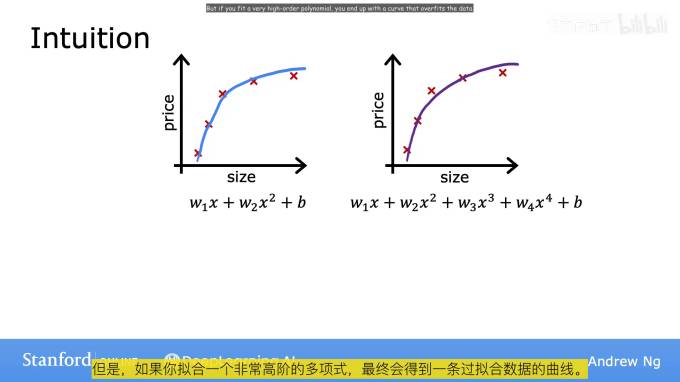 But if you fit a very high-order polynomial, you end up with a curve that overfits the data.
bilibili
Intuition
price
size
price
size
w₁x + w₂x² + b
w₁x + w₂x² + w₃x³ + w₄x⁴ + b
Stanford
Andrew Ng
但是，如果你拟合一个非常高阶的多项式，最终会得到一条过拟合数据的曲线。